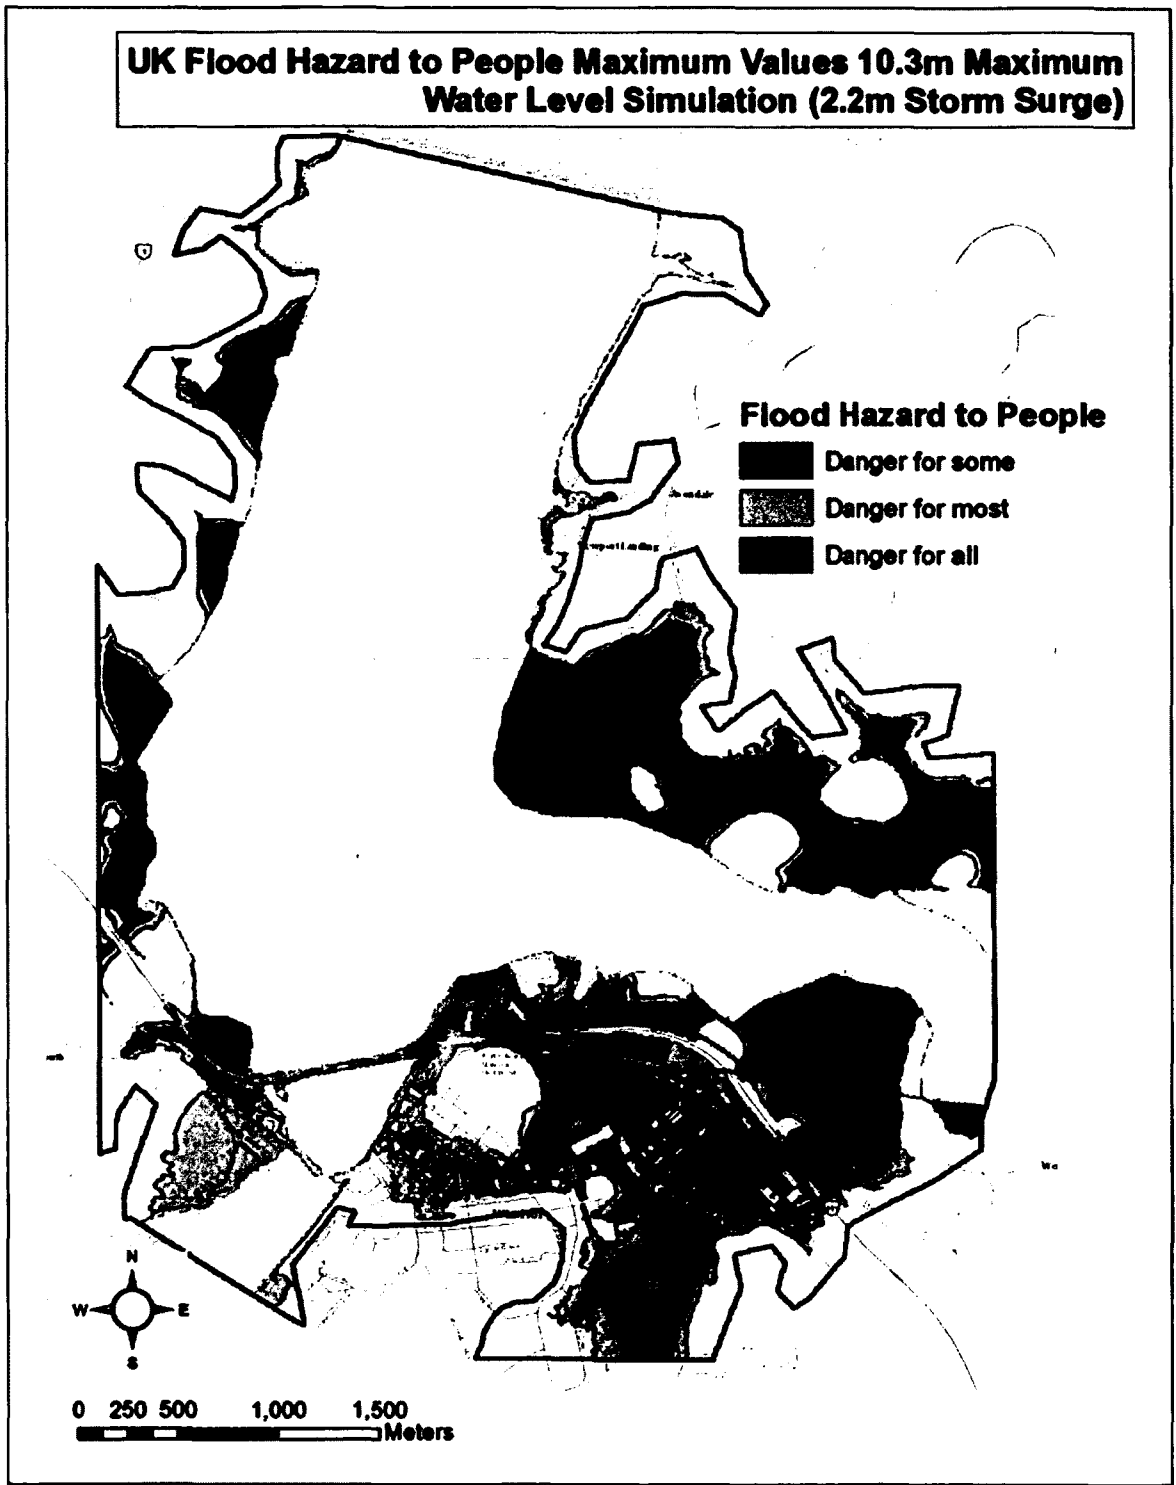 UK Flood Hazard to People Maximum Values 10.3m Maximum
Water Level Simulation (2.2m Storm Surge)
Flood Hazard to People
Danger for some
Danger for most
Danger for all
Landing
N
W E
S
0 250 500 1,000 1,500
Meters